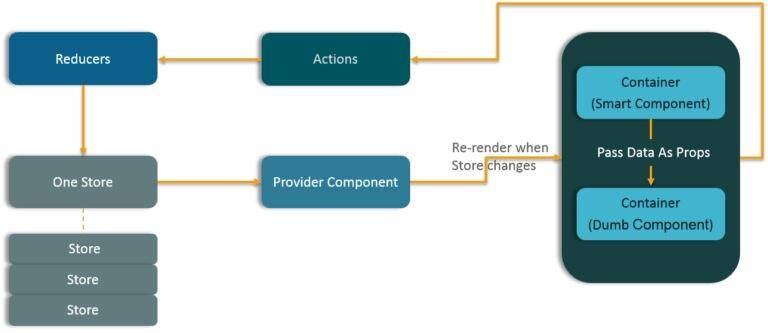 Reducers
Actions
Container
(Smart Component)
Re-render when
Store changes
Pass Data As Props
One Store
Provider Component
Container
(Dumb Component)
Store
Store
Store